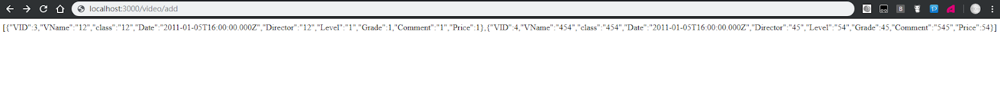 localhost:3000/video/add
[{"VID":3,"VName":"12","class":"12","Date":"2011-01-05T16:00:00.000Z","Director":"12","Level":"1","Grade":1,"Comment":"1","Price":1},{"VID":4,"VName":"454","class":"454","Date":"2011-01-05T16:00:00.000Z","Director":"45","Level":"54","Grade":45,"Comment":"545","Price":54}]